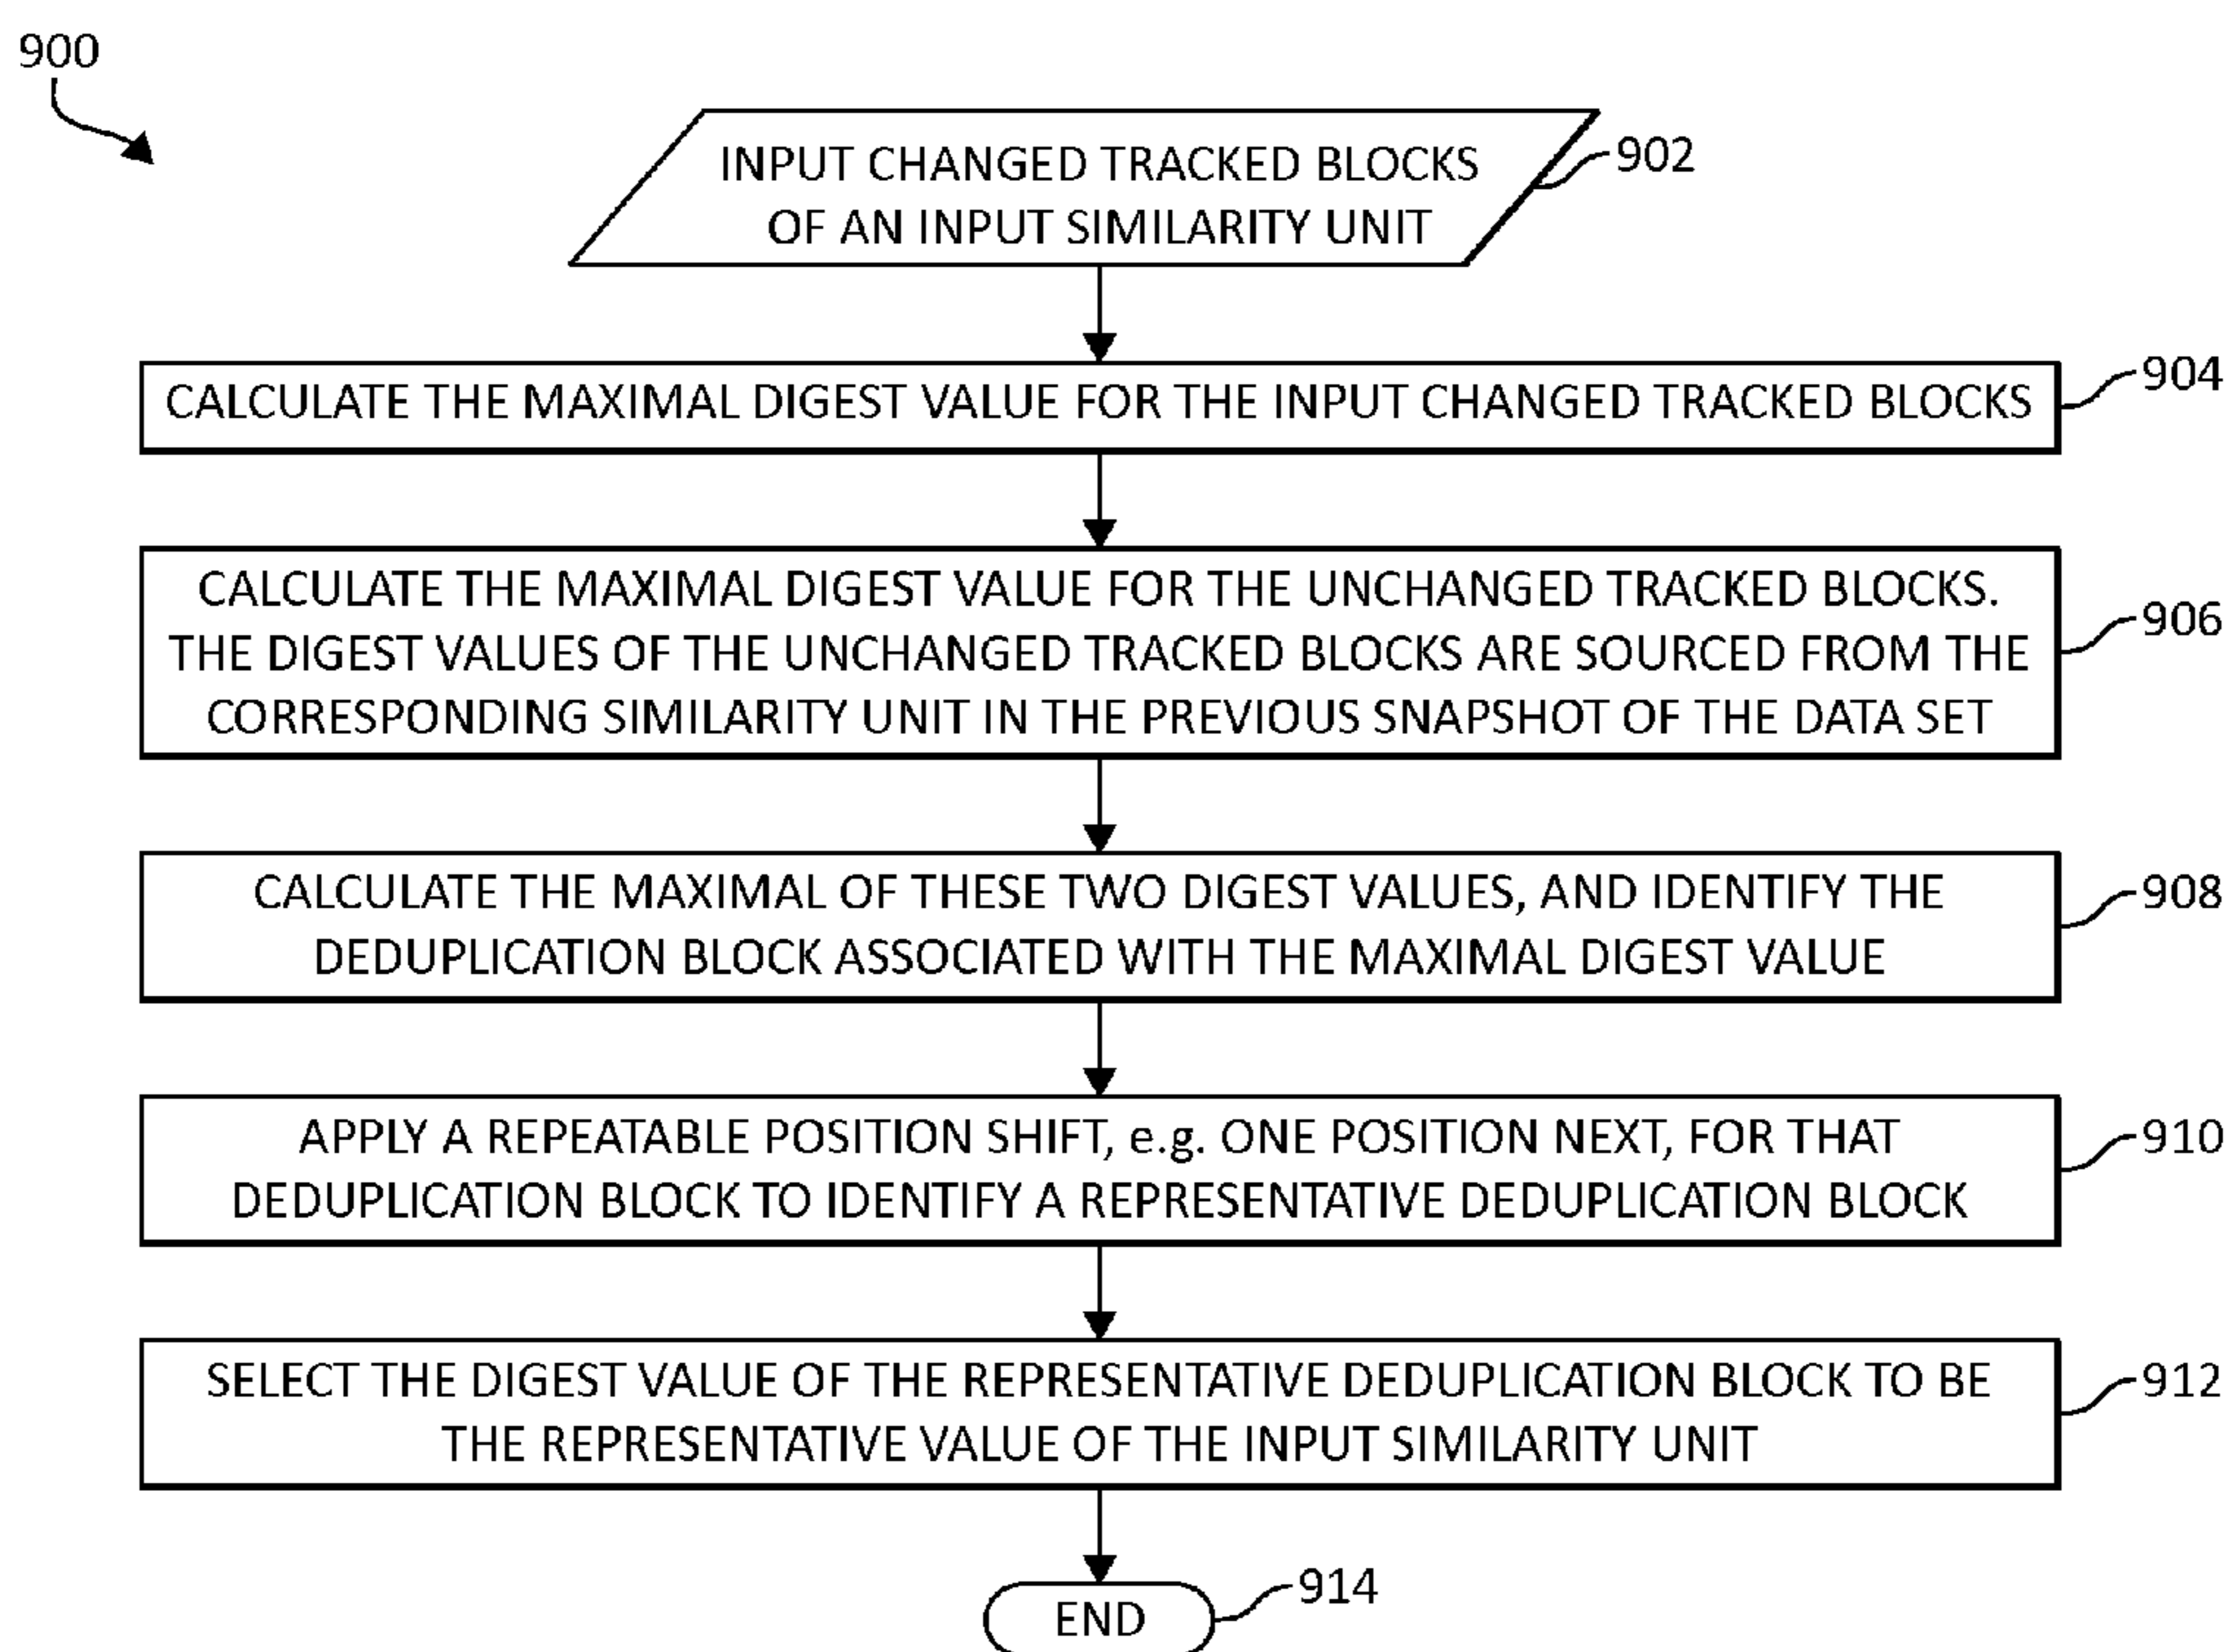 900
INPUT CHANGED TRACKED BLOCKS
OF AN INPUT SIMILARITY UNIT
902
CALCULATE THE MAXIMAL DIGEST VALUE FOR THE INPUT CHANGED TRACKED BLOCKS
904
CALCULATE THE MAXIMAL DIGEST VALUE FOR THE UNCHANGED TRACKED BLOCKS.
THE DIGEST VALUES OF THE UNCHANGED TRACKED BLOCKS ARE SOURCED FROM THE
CORRESPONDING SIMILARITY UNIT IN THE PREVIOUS SNAPSHOT OF THE DATA SET
906
CALCULATE THE MAXIMAL OF THESE TWO DIGEST VALUES, AND IDENTIFY THE
DEDUPLICATION BLOCK ASSOCIATED WITH THE MAXIMAL DIGEST VALUE
908
APPLY A REPEATABLE POSITION SHIFT, e.g. ONE POSITION NEXT, FOR THAT
DEDUPLICATION BLOCK TO IDENTIFY A REPRESENTATIVE DEDUPLICATION BLOCK
910
SELECT THE DIGEST VALUE OF THE REPRESENTATIVE DEDUPLICATION BLOCK TO BE
THE REPRESENTATIVE VALUE OF THE INPUT SIMILARITY UNIT
912
END
914